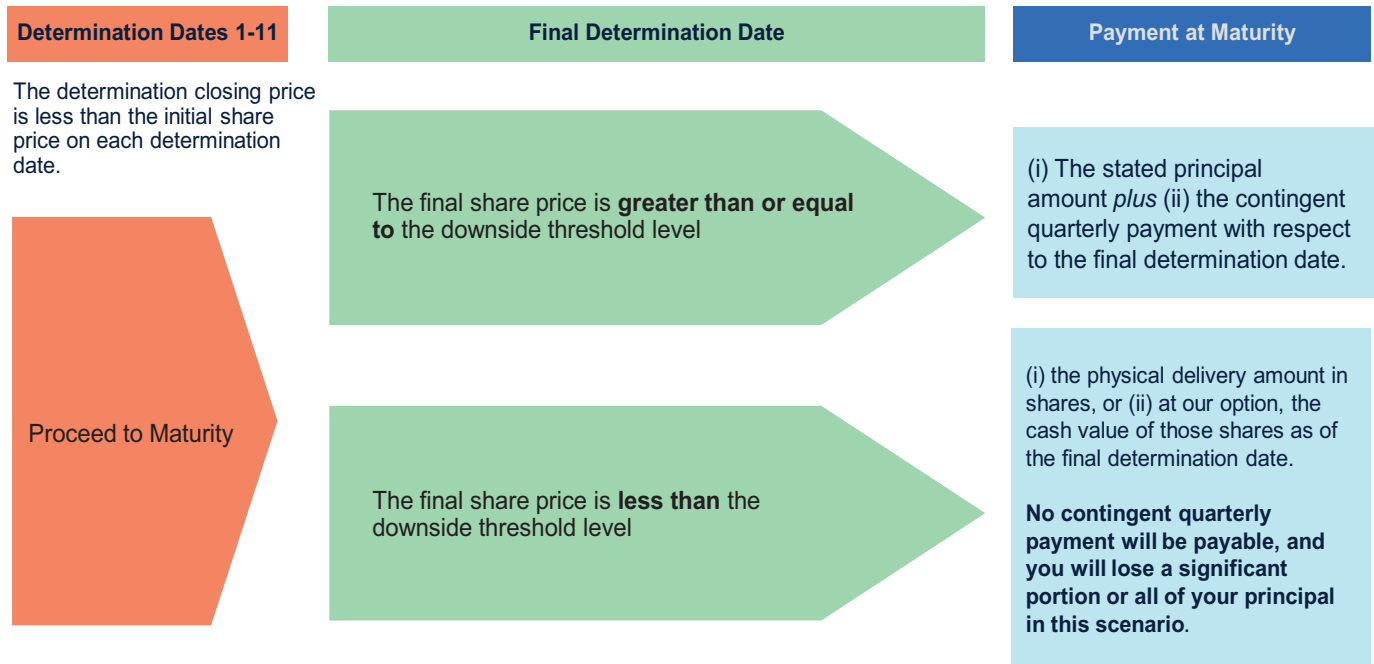 Determination Dates 1-11
Final Determination Date
Payment at Maturity
The determination closing price
is less than the initial share
price on each determination
date.
Proceed to Maturity
The final share price is greater than or equal
to the downside threshold level
(i) The stated principal
amount plus (ii) the contingent
quarterly payment with respect
to the final determination date.
The final share price is less than the
downside threshold level
(i) the physical delivery amount in
shares, or (ii) at our option, the
cash value of those shares as of
the final determination date.
No contingent quarterly
payment will be payable, and
you will lose a significant
portion or all of your principal
in this scenario.